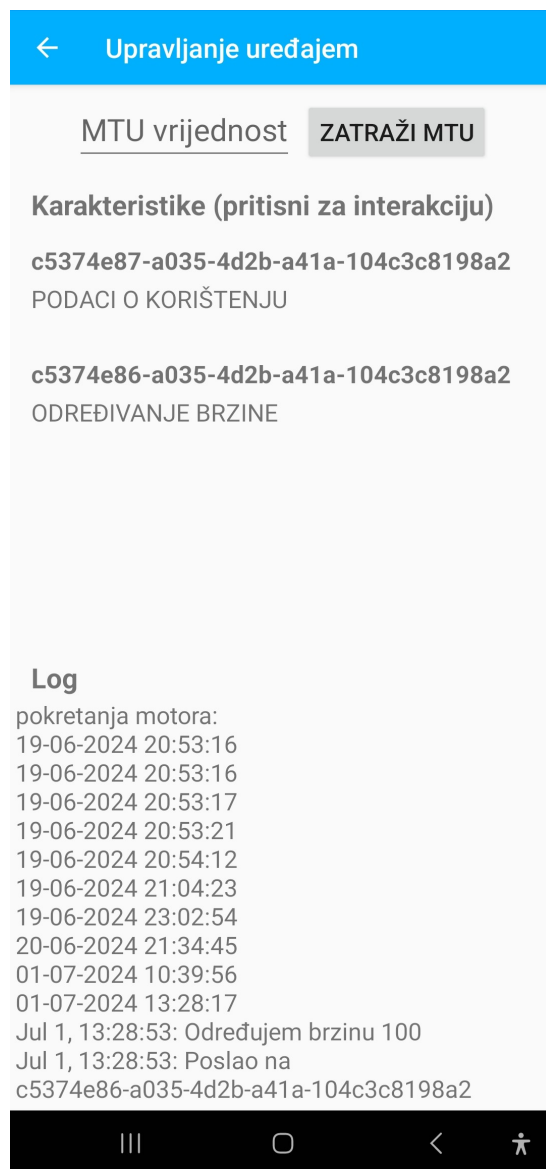 Upravljanje uređajem
MTU vrijednost
ZATRAŽI MTU
Karakteristike (pritisni za interakciju)
c5374e87-a035-4d2b-a41a-104c3c8198a2
PODACI O KORIŠTENJU
c5374e86-a035-4d2b-a41a-104c3c8198a2
ODREĐIVANJE BRZINE
Log
pokretanja motora:
19-06-2024 20:53:16
19-06-2024 20:53:16
19-06-2024 20:53:17
19-06-2024 20:53:21
19-06-2024 20:54:12
19-06-2024 21:04:23
19-06-2024 23:02:54
20-06-2024 21:34:45
01-07-2024 10:39:56
01-07-2024 13:28:17
Jul 1, 13:28:53: Određujem brzinu 100
Jul 1, 13:28:53: Poslao na
c5374e86-a035-4d2b-a41a-104c3c8198a2